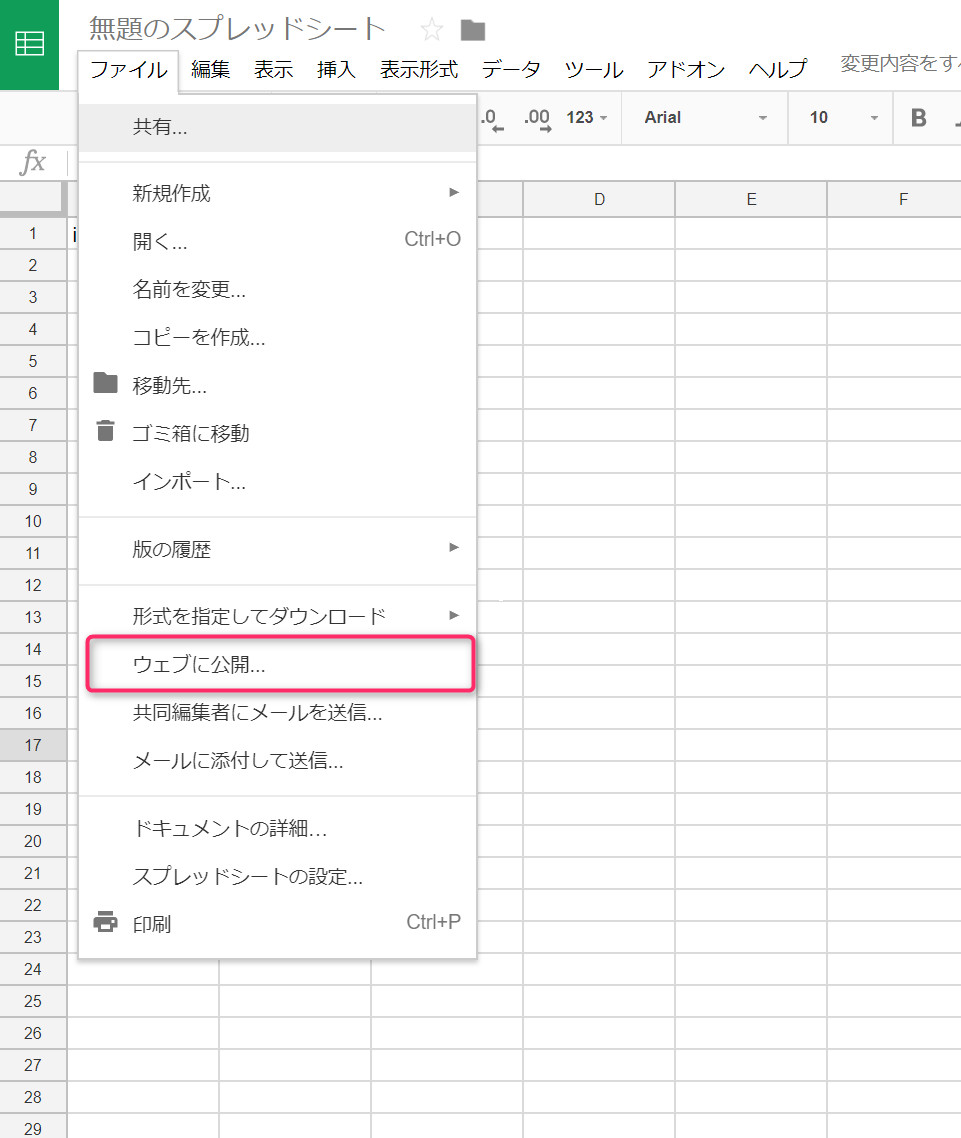 無題のスプレッドシート
ファイル 編集 表示 挿入 表示形式 データ ツール アドオン ヘルプ 変更内容をす
.0 .00 123 Arial 10 B
fx
D E F
共有...
新規作成
開く... Ctrl+O
名前を変更...
コピーを作成...
移動先...
ゴミ箱に移動
インポート...
版の履歴
形式を指定してダウンロード
ウェブに公開...
共同編集者にメールを送信...
メールに添付して送信...
ドキュメントの詳細...
スプレッドシートの設定...
印刷 Ctrl+P
1 i
2
3
4
5
6
7
8
9
10
11
12
13
14
15
16
17
18
19
20
21
22
23
24
25
26
27
28
29